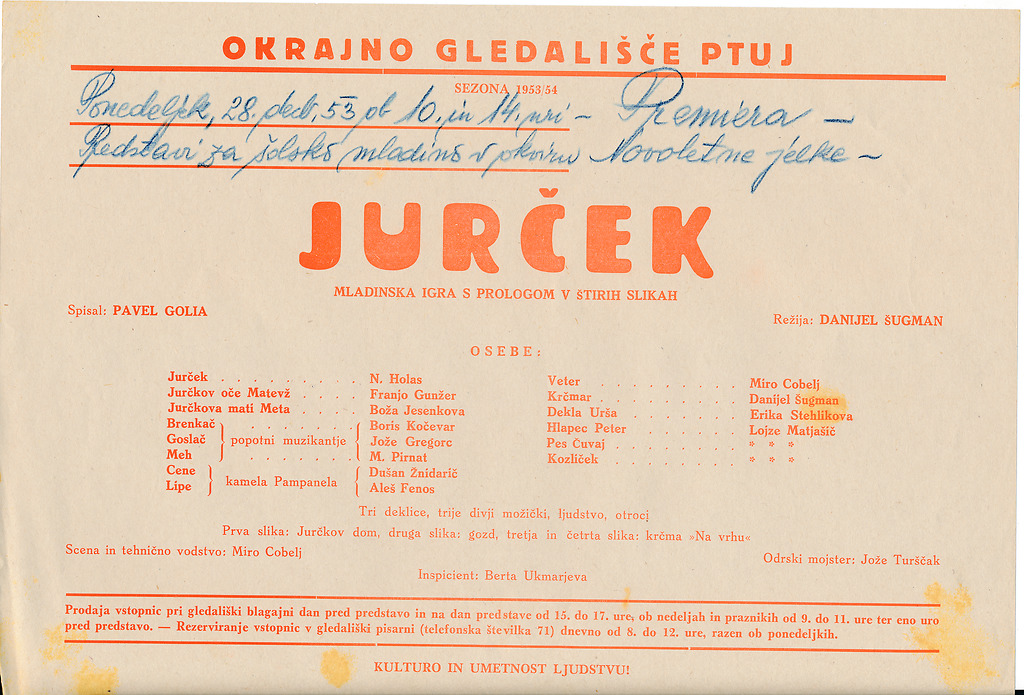 OKRAJNO GLEDALIŠČE PTUJ
SEZONA 1953/54
Ponedeljek, 28. dec. 53 ob 10. in 14. uri – Premiera –
Predstavi za šolsko mladino v okviru Novoletne jelke –
JURČEK
MLADINSKA IGRA S PROLOGOM V ŠTIRIH SLIKAH
Spisal: PAVEL GOLIA
Režija: DANIJEL ŠUGMAN
OSEBE:
Jurček . . . . . . . . . N. Holas
Jurčkov oče Matevž . . . . Franjo Gunžer
Jurčkova mati Meta . . . . Boža Jesenkova
Brenkač . . . . . . . Boris Kočevar
Goslač popotni muzikantje Jože Gregorc
Meh . . . . . . . M. Pirnat
Cene Dušan Žnidarič
kamela Pampanela
Lipe Aleš Fenos
Veter . . . . . . . . Miro Cobelj
Krčmar . . . . . . . . Danijel Šugman
Dekla Urša . . . . . . . Erika Stehlikova
Hlapec Peter . . . . . . Lojze Matjašič
Pes Čuvaj . . . . . . . * * *
Kozliček . . . . . . . . * * *
Tri deklice, trije divji možički, ljudstvo, otroci
Prva slika: Jurčkov dom, druga slika: gozd, tretja in četrta slika: krčma »Na vrhu«
Scena in tehnično vodstvo: Miro Cobelj
Odrski mojster: Jože Turščak
Inspicient: Berta Ukmarjeva
Prodaja vstopnic pri gledališki blagajni dan pred predstavo in na dan predstave od 15. do 17. ure, ob nedeljah in praznikih od 9. do 11. ure ter eno uro
pred predstavo. — Rezerviranje vstopnic v gledališki pisarni (telefonska številka 71) dnevno od 8. do 12. ure, razen ob ponedeljkih.
KULTURO IN UMETNOST LJUDSTVU!